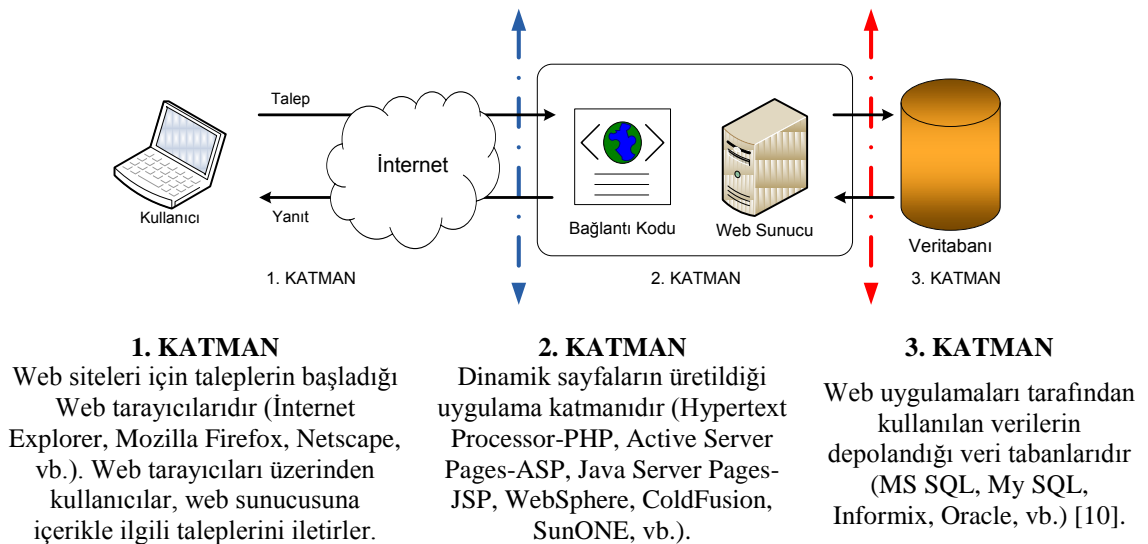 Talep
İnternet
Kullanıcı
Yanıt
Bağlantı Kodu
Web Sunucu
Veritabanı
1. KATMAN
2. KATMAN
3. KATMAN
1. KATMAN
Web siteleri için taleplerin başladığı
Web tarayıcılarıdır (İnternet
Explorer, Mozilla Firefox, Netscape,
vb.). Web tarayıcıları üzerinden
kullanıcılar, web sunucusuna
içerikle ilgili taleplerini iletirler.
2. KATMAN
Dinamik sayfaların üretildiği
uygulama katmanıdır (Hypertext
Processor-PHP, Active Server
Pages-ASP, Java Server Pages-
JSP, WebSphere, ColdFusion,
SunONE, vb.).
3. KATMAN
Web uygulamaları tarafından
kullanılan verilerin
depolandığı veri tabanlarıdır
(MS SQL, My SQL,
Informix, Oracle, vb.) [10].